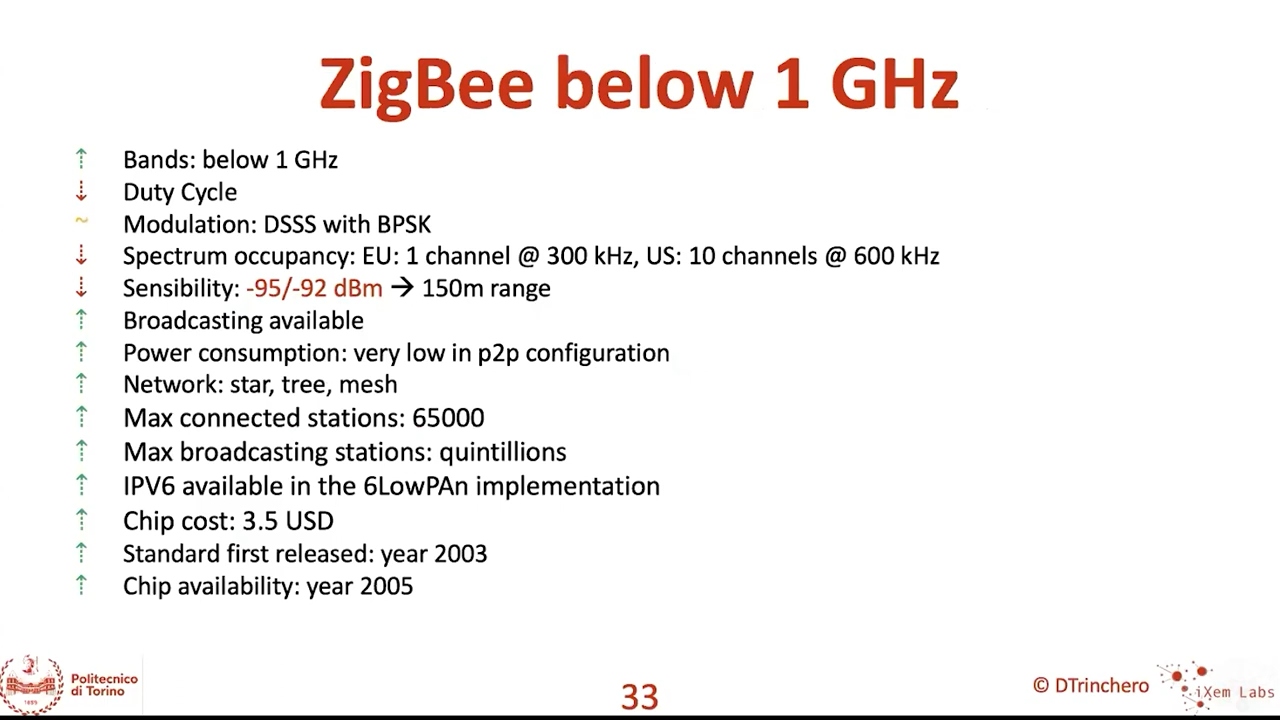 ZigBee below 1 GHz
↑ Bands: below 1 GHz
↓ Duty Cycle
~ Modulation: DSSS with BPSK
↓ Spectrum occupancy: EU: 1 channel @ 300 kHz, US: 10 channels @ 600 kHz
↓ Sensibility: -95/-92 dBm → 150m range
↑ Broadcasting available
↑ Power consumption: very low in p2p configuration
↑ Network: star, tree, mesh
↑ Max connected stations: 65000
↑ Max broadcasting stations: quintillions
↑ IPV6 available in the 6LowPAn implementation
↑ Chip cost: 3.5 USD
↑ Standard first released: year 2003
↑ Chip availability: year 2005
1859
Politecnico
di Torino
33
© DTrinchero
iXem Labs